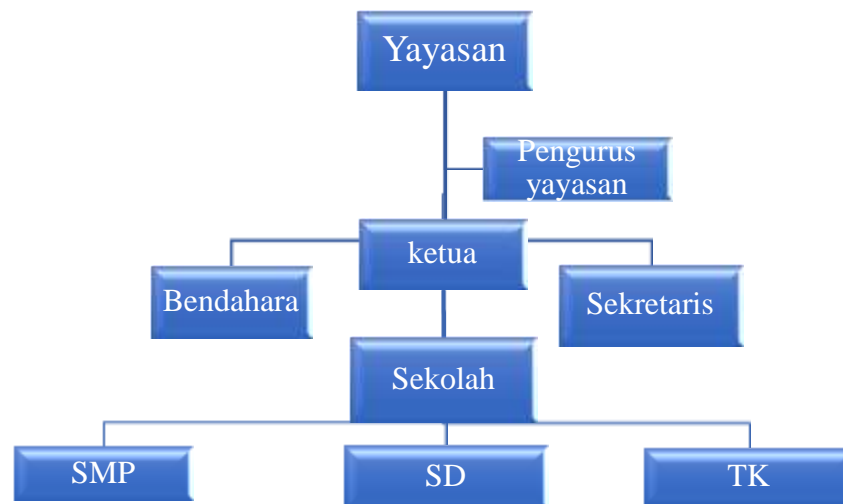 Yayasan
Pengurus
yayasan
ketua
Bendahara
Sekretaris
Sekolah
SMP
SD
TK